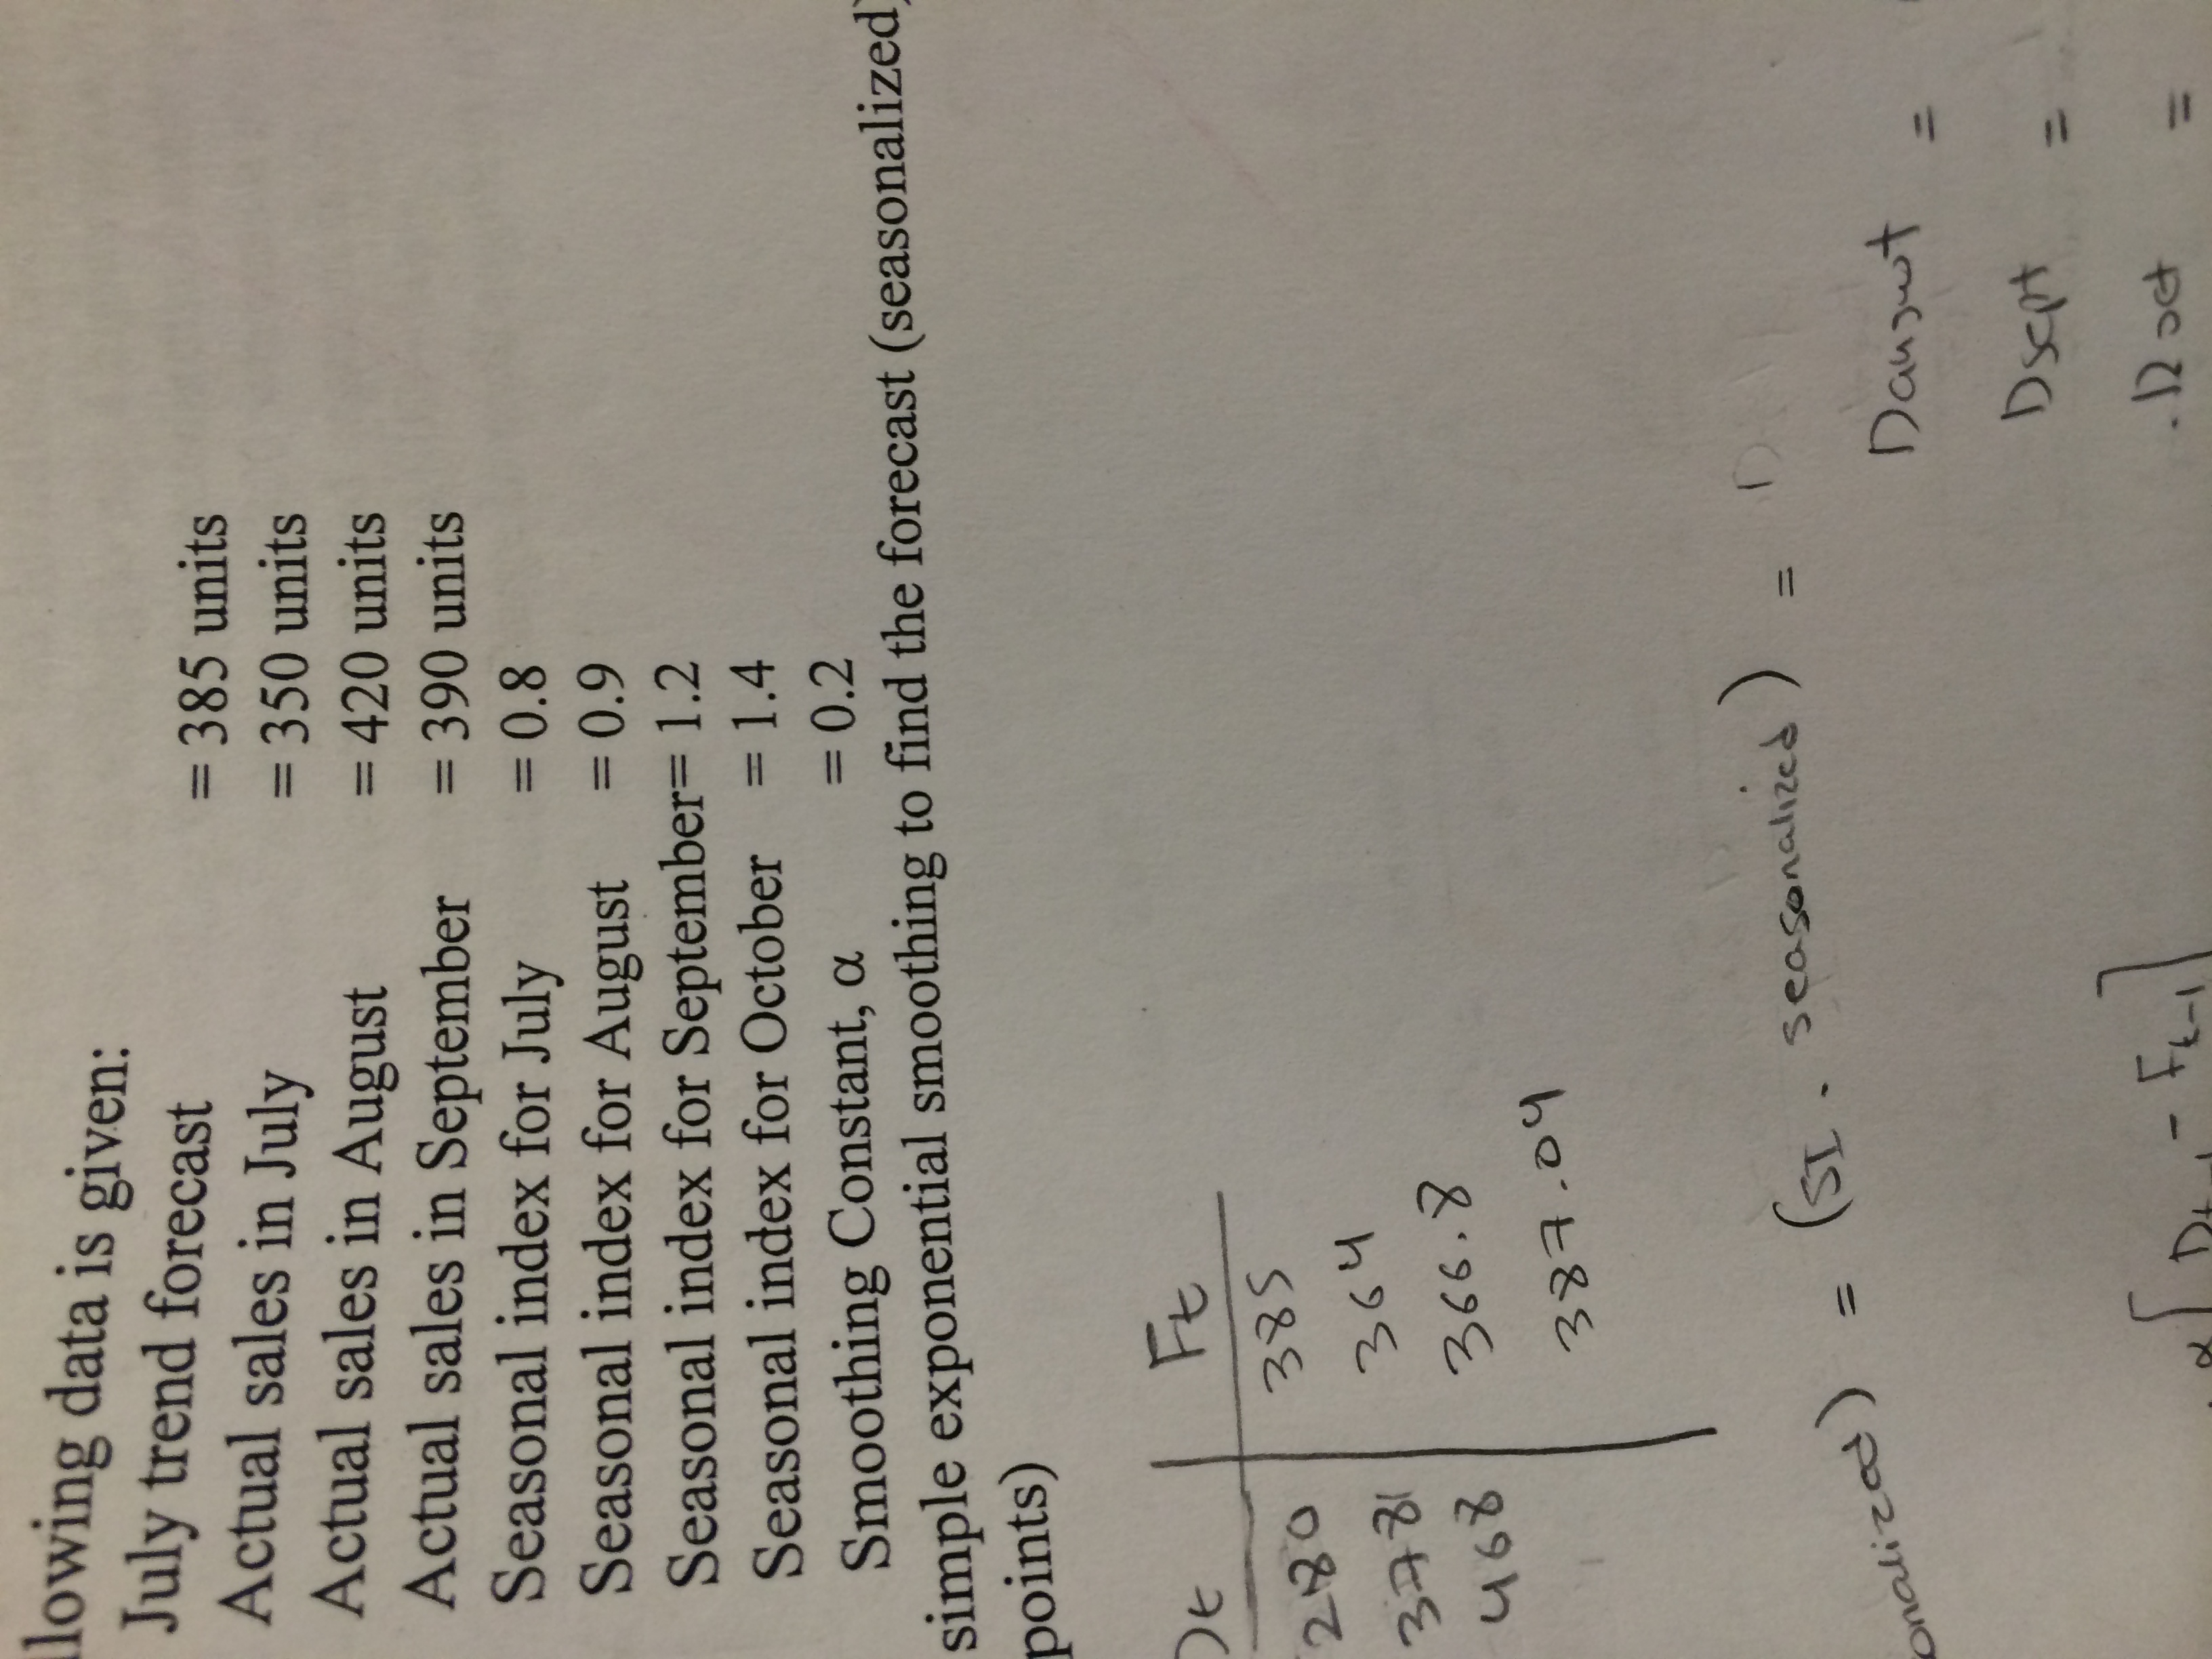 llowing data is given:
July trend forecast = 385 units
Actual sales in July = 350 units
Actual sales in August = 420 units
Actual sales in September = 390 units
Seasonal index for July = 0.8
Seasonal index for August = 0.9
Seasonal index for September= 1.2
Seasonal index for October = 1.4
Smoothing Constant, α = 0.2
simple exponential smoothing to find the forecast (seasonalized)
points)
Dt Ft
280 385
378 364
468 366.8
387.04
onalized) = (SI . seasonalized) =
Daugust =
Dsept =
Doct =
α[Dt-1 - Ft-1]